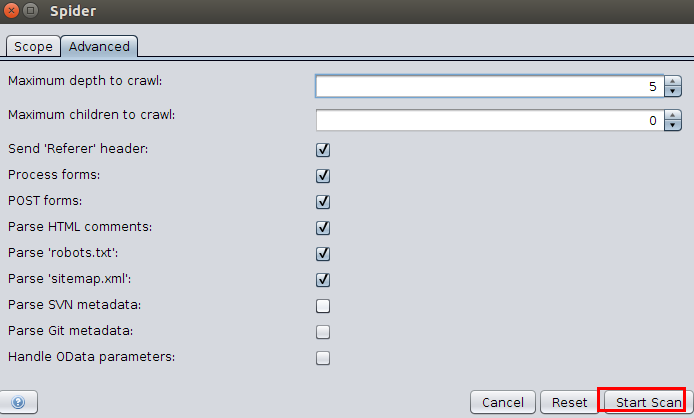 Spider
Scope Advanced
Maximum depth to crawl: 5
Maximum children to crawl: 0
Send 'Referer' header:
Process forms:
POST forms:
Parse HTML comments:
Parse 'robots.txt':
Parse 'sitemap.xml':
Parse SVN metadata:
Parse Git metadata:
Handle OData parameters:
? Cancel Reset Start Scan